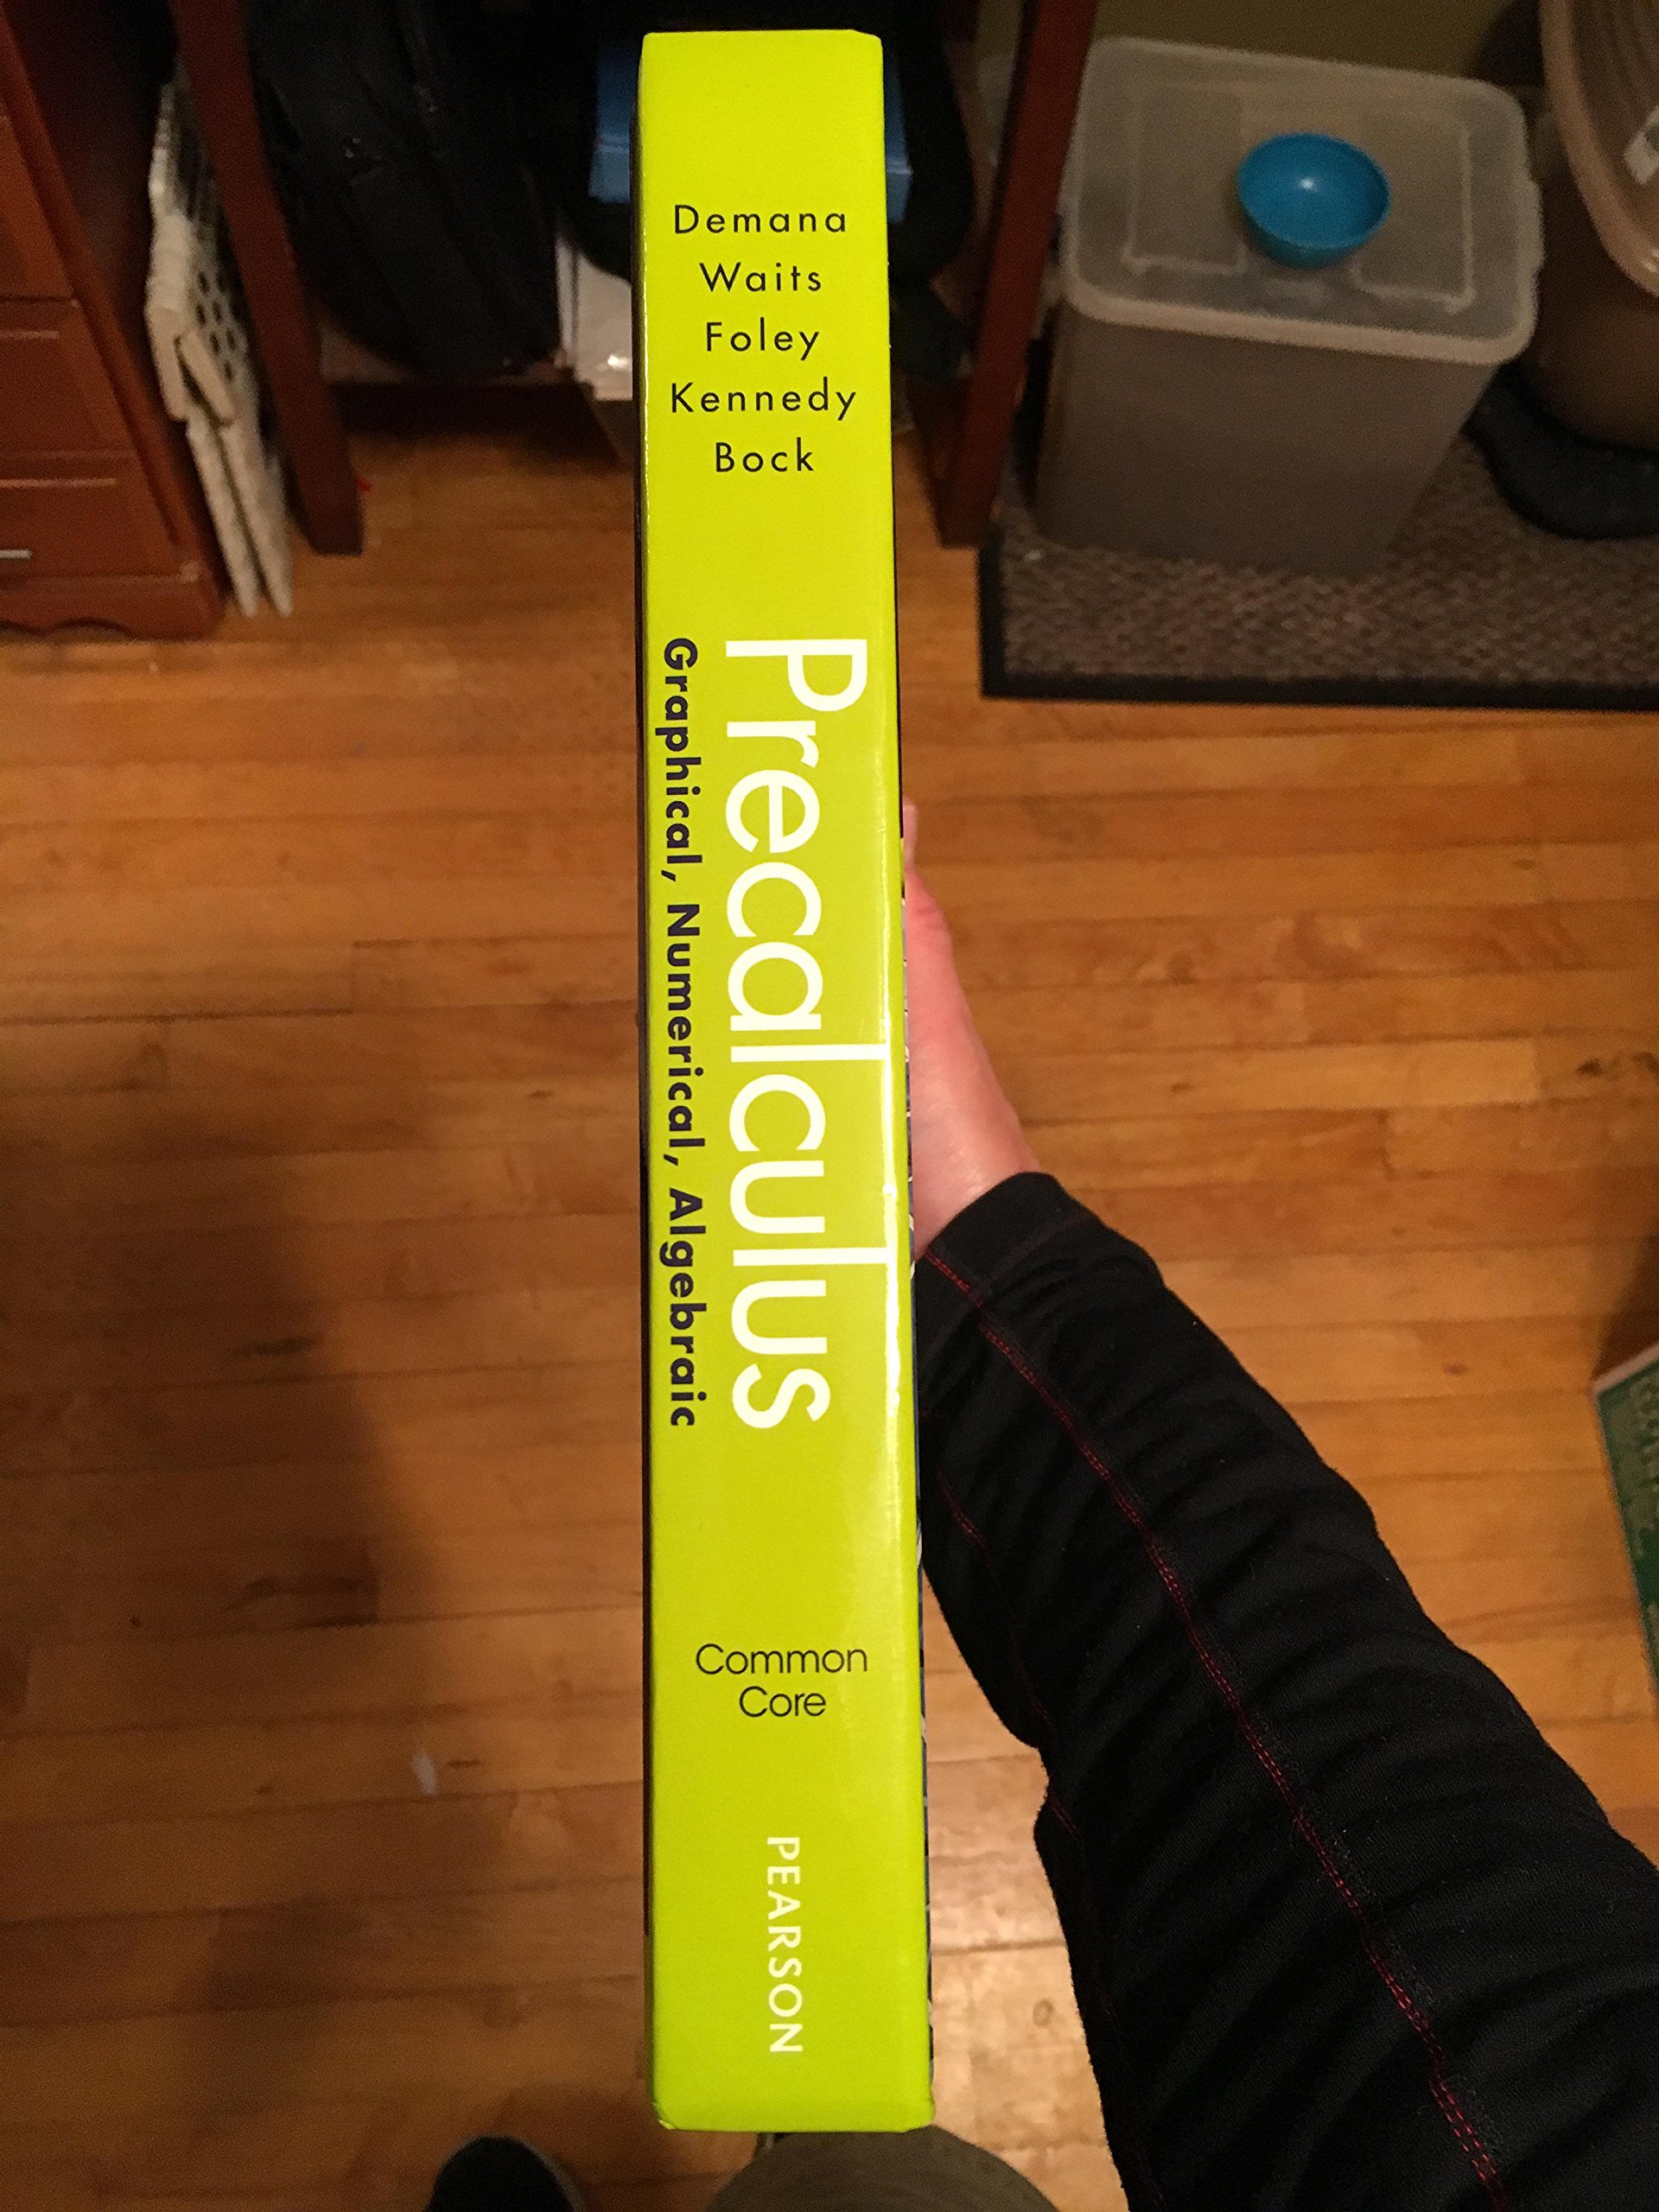 Demana
Waits
Foley
Kennedy
Bock
Precalculus
Graphical, Numerical, Algebraic
Common
Core
PEARSON